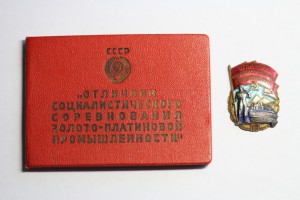 СССР
„ОТЛИЧНИК
СОЦИАЛИСТИЧЕСКОГО
СОРЕВНОВАНИЯ
ЗОЛОТО-ПЛАТИНОВОЙ
ПРОМЫШЛЕННОСТИ"